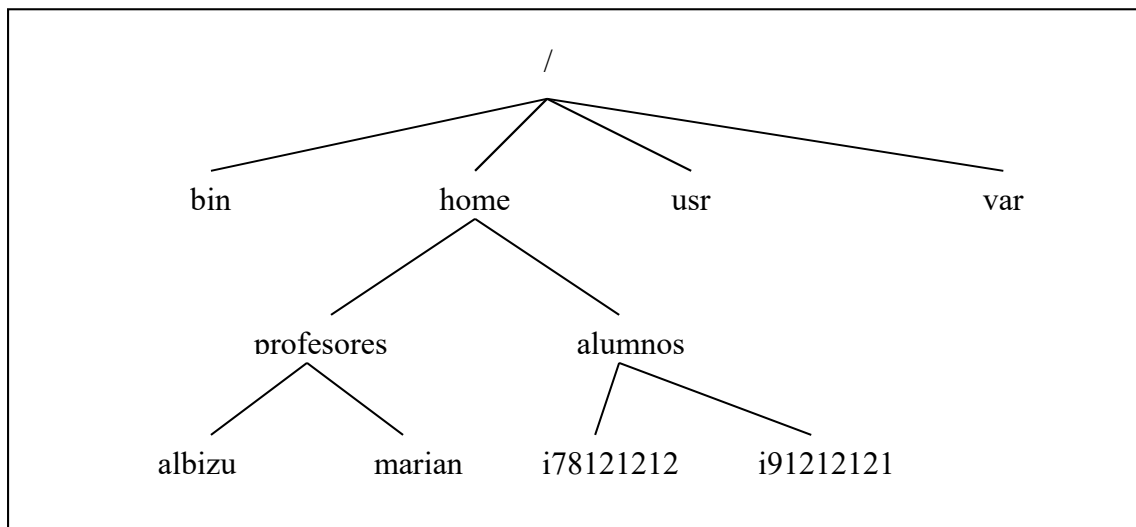 /
bin home usr var
profesores alumnos
albizu marian i78121212 i91212121